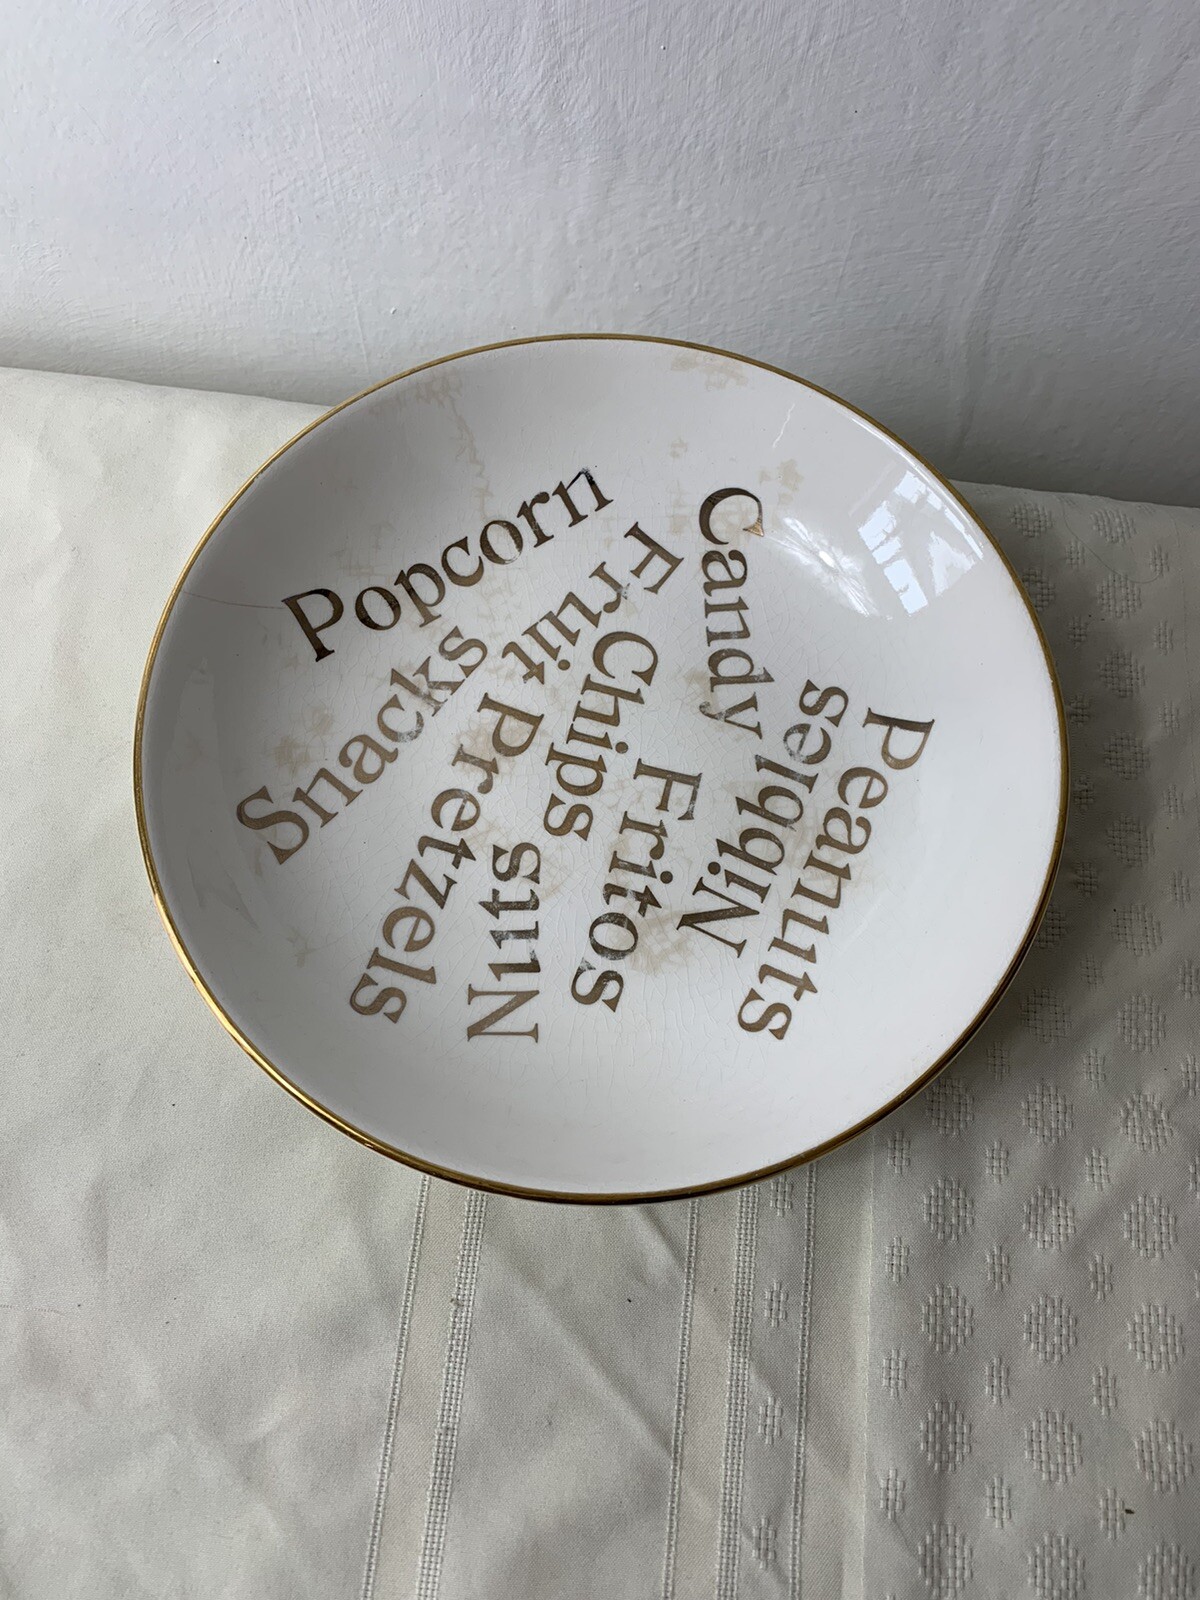 Popcorn
Candy
Fruit
Snacks
Chips
Pretzels
Nibbles
Peanuts
Fritos
Nuts